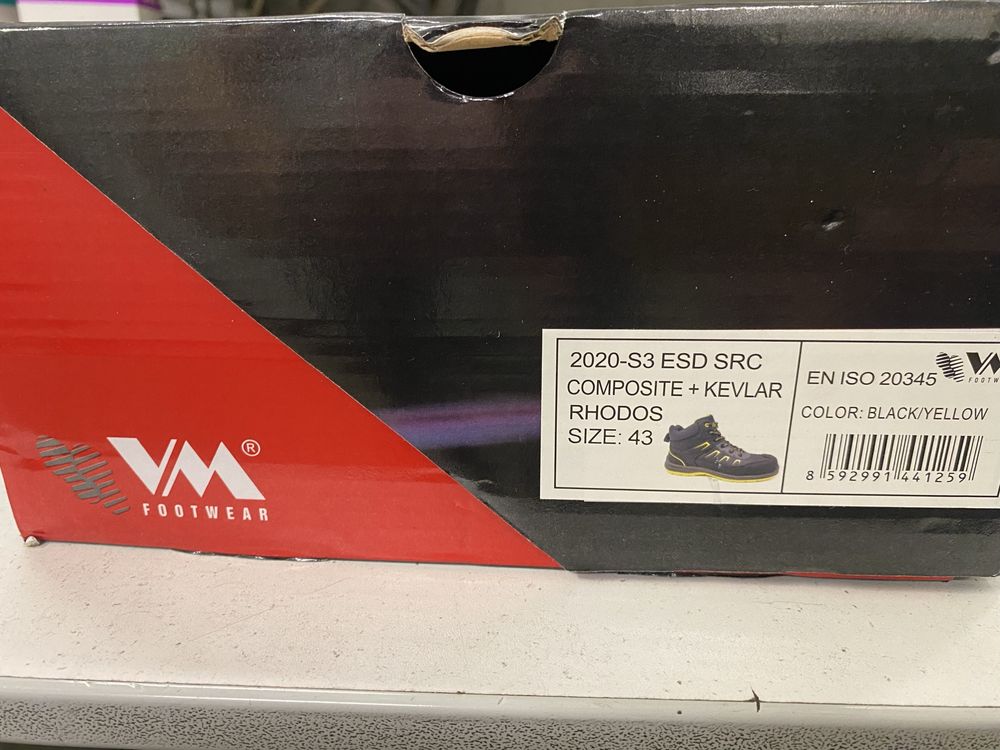 VM®
FOOTWEAR
2020-S3 ESD SRC
COMPOSITE + KEVLAR
RHODOS
SIZE: 43
EN ISO 20345
COLOR: BLACK/YELLOW
8 592991 441259